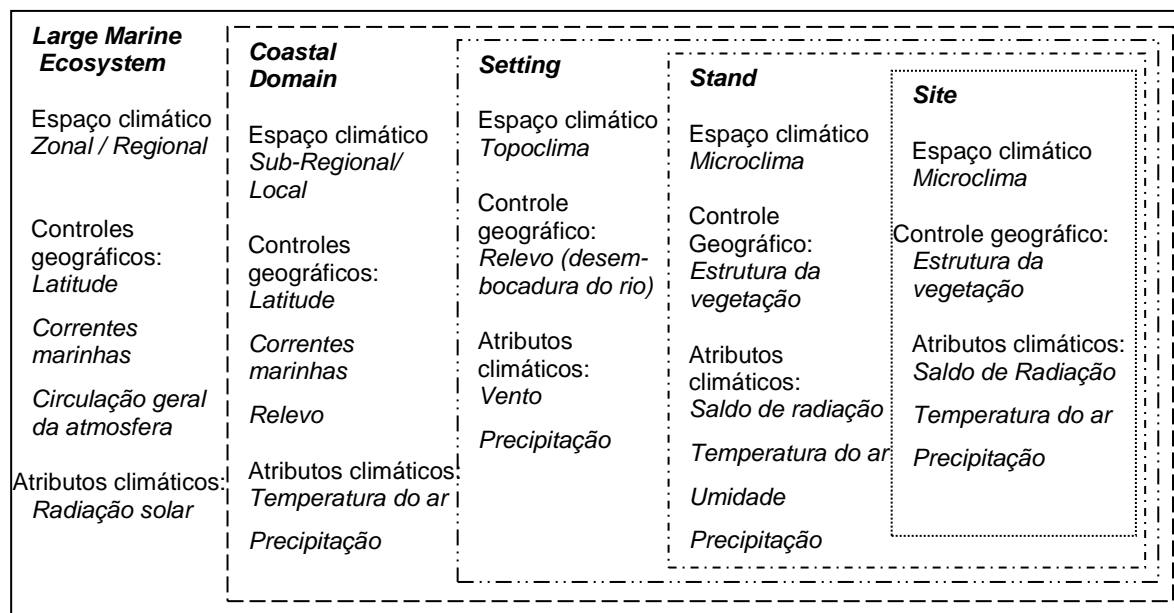 Large Marine
Ecosystem
Espaço climático
Zonal / Regional
Controles
geográficos:
Latitude
Correntes
marinhas
Circulação geral
da atmosfera
Atributos climáticos:
Radiação solar
Coastal
Domain
Espaço climático
Sub-Regional/
Local
Controles
geográficos:
Latitude
Correntes
marinhas
Relevo
Atributos climáticos:
Temperatura do ar
Precipitação
Setting
Espaço climático
Topoclima
Controle
geográfico:
Relevo (desem-
bocadura do rio)
Atributos
climáticos:
Vento
Precipitação
Stand
Espaço climático
Microclima
Controle
Geográfico:
Estrutura da
vegetação
Atributos
climáticos:
Saldo de radiação
Temperatura do ar
Umidade
Precipitação
Site
Espaço climático
Microclima
Controle geográfico:
Estrutura da
vegetação
Atributos climáticos:
Saldo de Radiação
Temperatura do ar
Precipitação